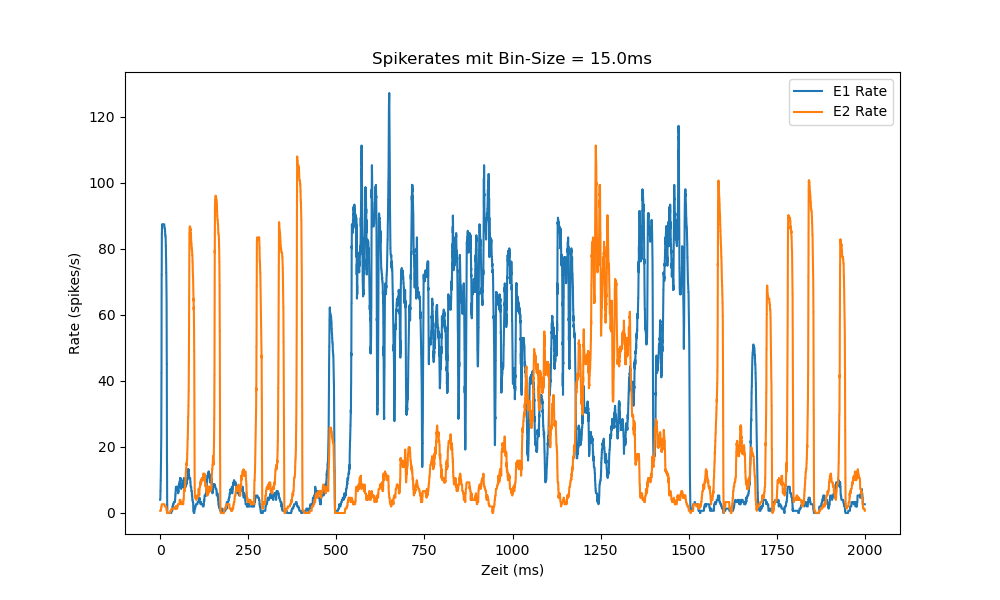 Spikerates mit Bin-Size = 15.0ms
E1 Rate
E2 Rate
Rate (spikes/s)
120
100
80
60
40
20
0
0 250 500 750 1000 1250 1500 1750 2000
Zeit (ms)